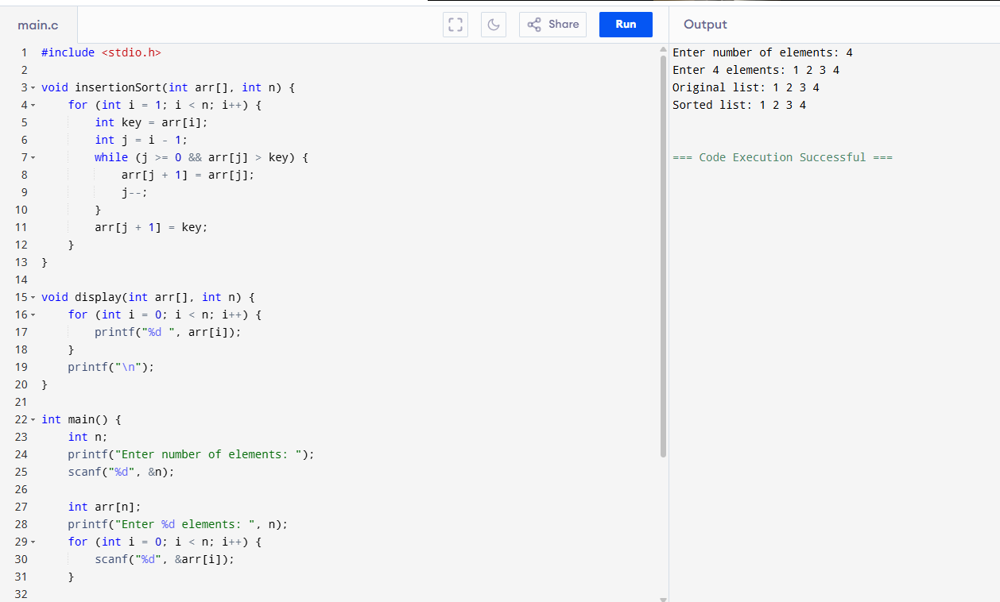 main.c
Share
Run
Output
1 #include <stdio.h>
2
3 void insertionSort(int arr[], int n) {
4     for (int i = 1; i < n; i++) {
5         int key = arr[i];
6         int j = i - 1;
7         while (j >= 0 && arr[j] > key) {
8             arr[j + 1] = arr[j];
9             j--;
10         }
11         arr[j + 1] = key;
12     }
13 }
14
15 void display(int arr[], int n) {
16     for (int i = 0; i < n; i++) {
17         printf("%d ", arr[i]);
18     }
19     printf("\n");
20 }
21
22 int main() {
23     int n;
24     printf("Enter number of elements: ");
25     scanf("%d", &n);
26
27     int arr[n];
28     printf("Enter %d elements: ", n);
29     for (int i = 0; i < n; i++) {
30         scanf("%d", &arr[i]);
31     }
32
Enter number of elements: 4
Enter 4 elements: 1 2 3 4
Original list: 1 2 3 4
Sorted list: 1 2 3 4
=== Code Execution Successful ===